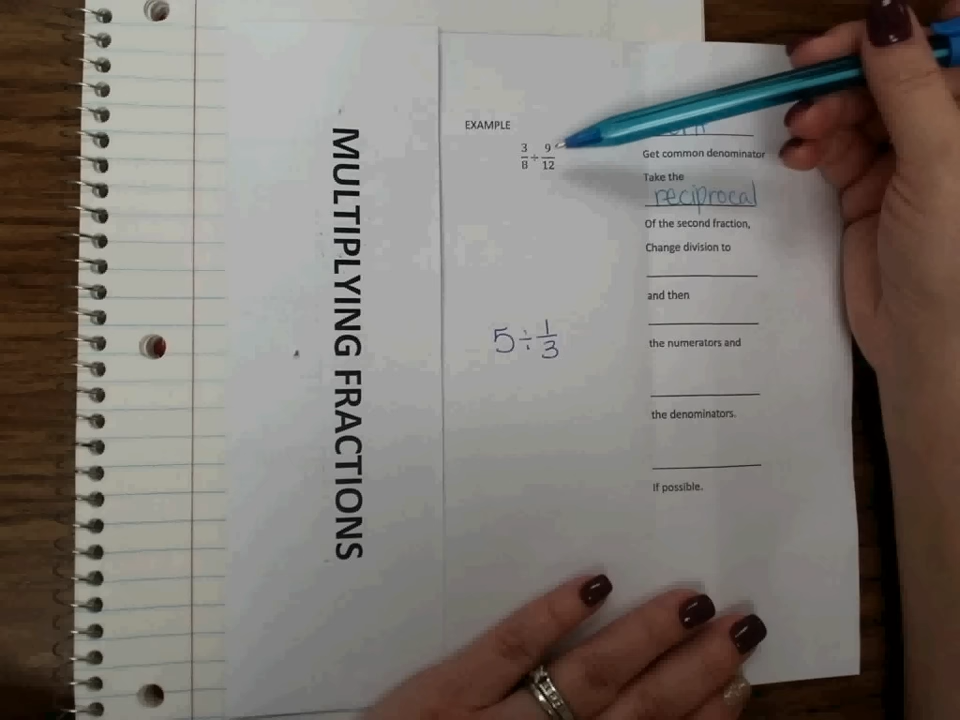 MULTIPLYING FRACTIONS
EXAMPLE
3/8 ÷ 9/12
5 ÷ 1/3
Get common denominator
Take the
reciprocal
Of the second fraction,
Change division to
and then
the numerators and
the denominators.
If possible.